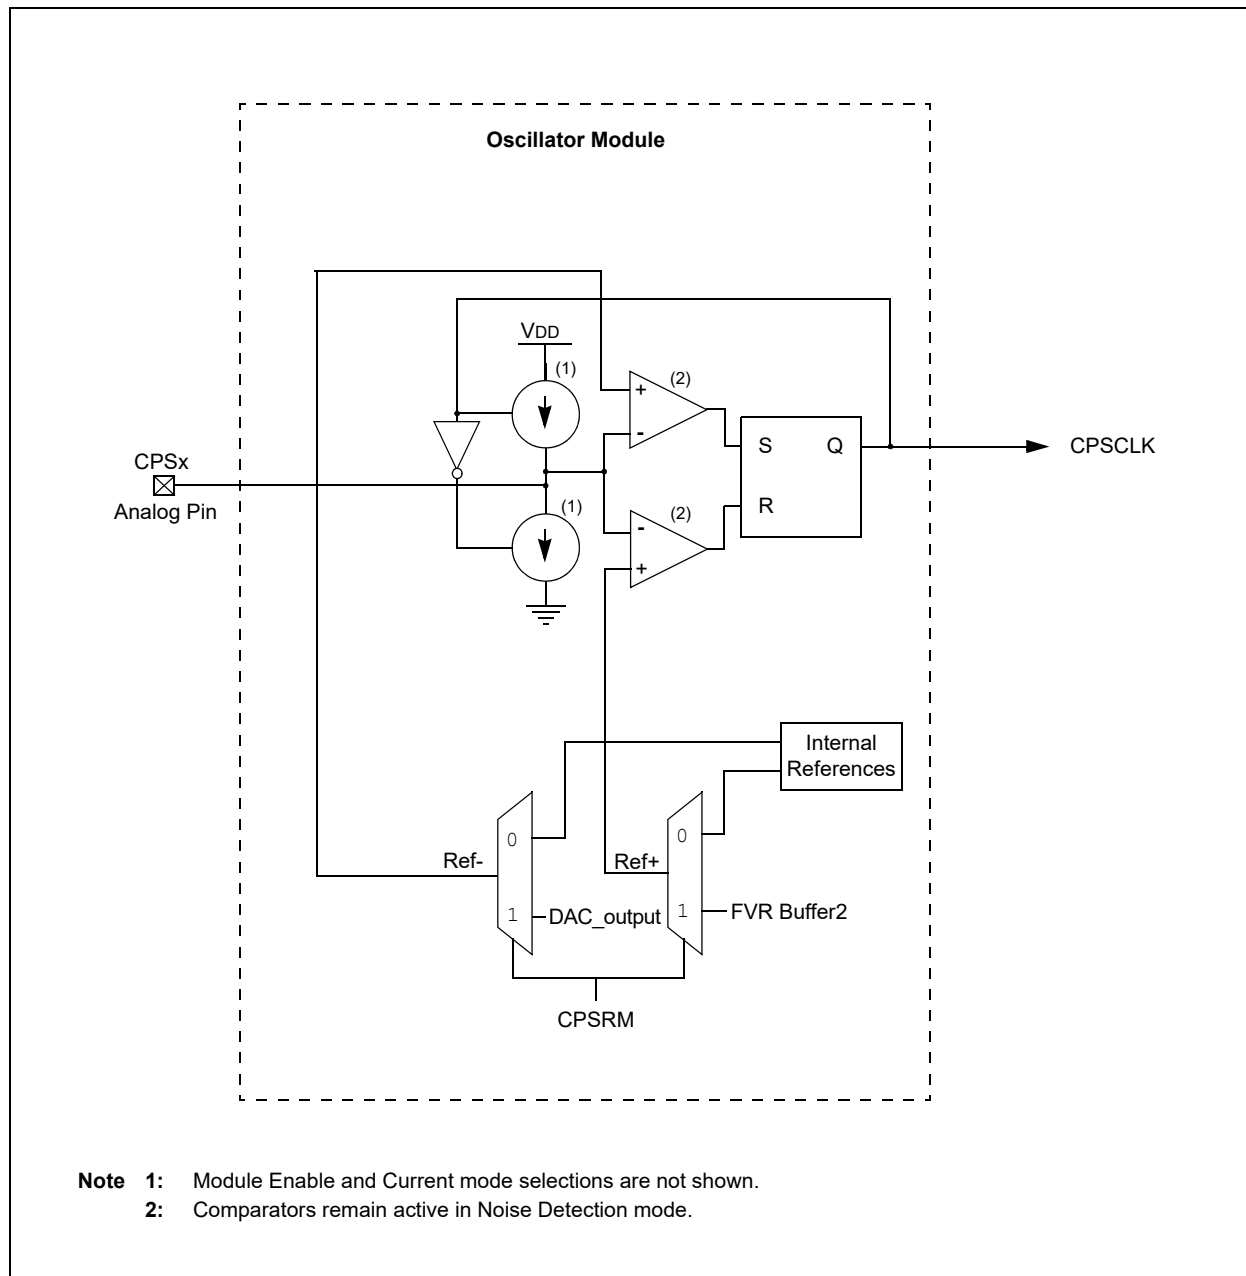 Oscillator Module
VDD
(1)
(2)
+
-
S Q
CPSCLK
CPSx
Analog Pin
(1)
(2)
R
-
+
Internal
References
0
0
Ref-
Ref+
1
DAC_output
1
FVR Buffer2
CPSRM
Note 1: Module Enable and Current mode selections are not shown.
2: Comparators remain active in Noise Detection mode.